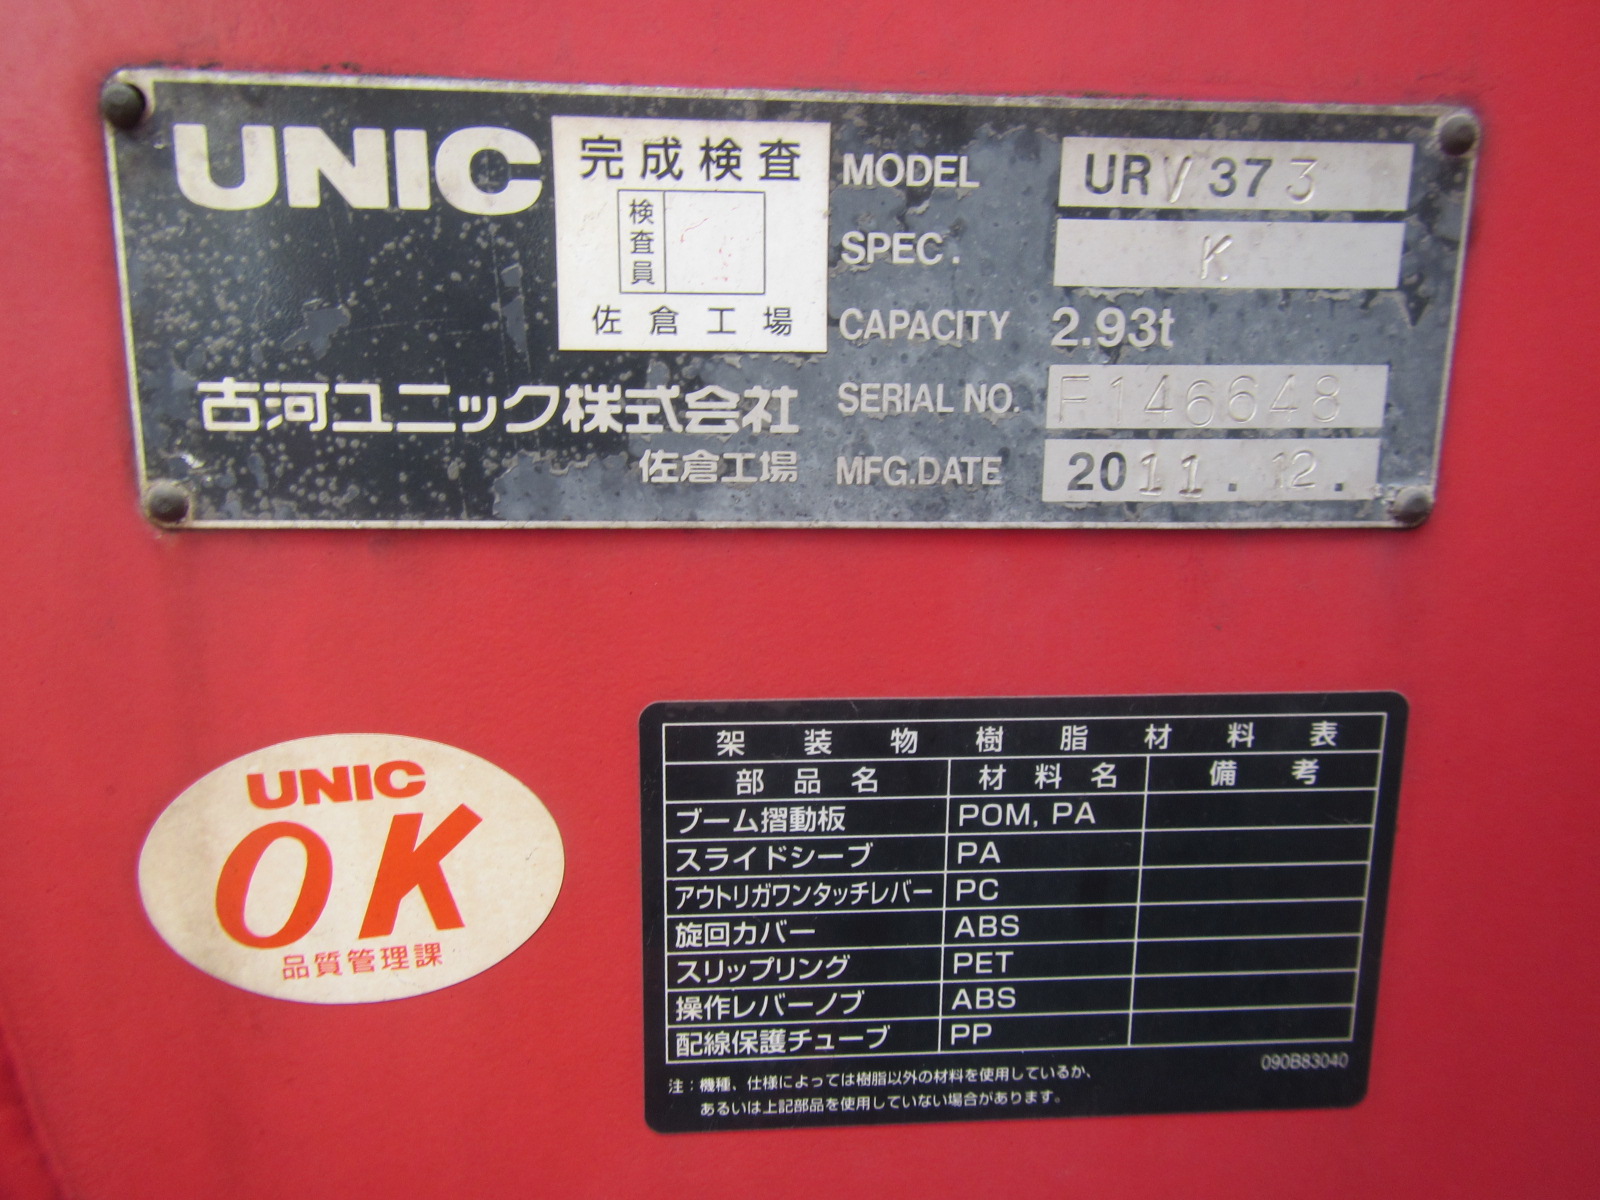 UNIC
完成検査
検査員
佐倉工場
古河ユニック株式会社
佐倉工場
MODEL URV373
SPEC. K
CAPACITY 2.93t
SERIAL NO. F146648
MFG.DATE 2011.12.
UNIC
OK
品質管理課
架装物樹脂材料表
部品名 材料名 備考
ブーム摺動板 POM, PA
スライドシーブ PA
アウトリガワンタッチレバー PC
旋回カバー ABS
スリップリング PET
操作レバーノブ ABS
配線保護チューブ PP
090B83040
注：機種、仕様によっては樹脂以外の材料を使用しているか、
あるいは上記部品を使用していない場合があります。